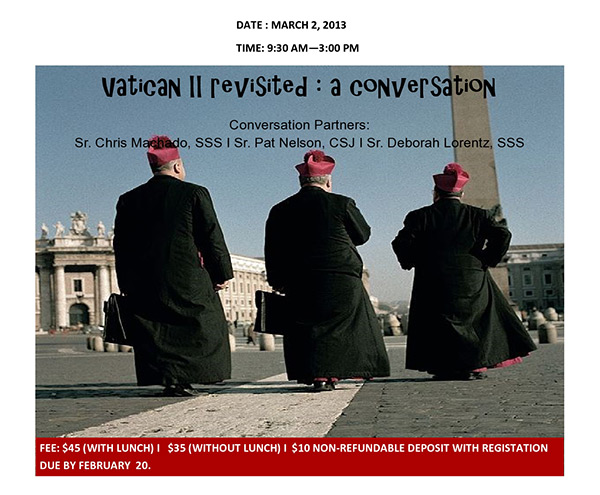 DATE : MARCH 2, 2013
TIME: 9:30 AM—3:00 PM
Vatican II revisited : a conversation
Conversation Partners:
Sr. Chris Machado, SSS I Sr. Pat Nelson, CSJ I Sr. Deborah Lorentz, SSS
FEE: $45 (WITH LUNCH) I $35 (WITHOUT LUNCH) I $10 NON-REFUNDABLE DEPOSIT WITH REGISTATION
DUE BY FEBRUARY 20.